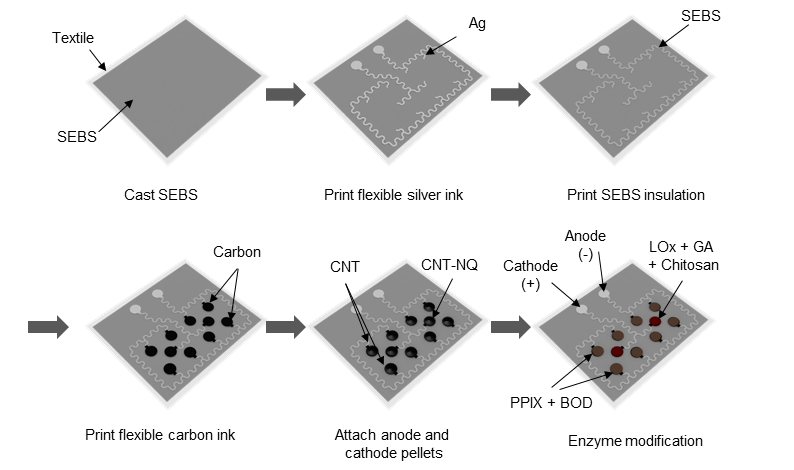 Textile
SEBS
Cast SEBS
Ag
Print flexible silver ink
SEBS
Print SEBS insulation
Carbon
Print flexible carbon ink
CNT
CNT-NQ
Attach anode and
cathode pellets
Anode
(-)
Cathode
(+)
LOx + GA
+ Chitosan
PPIX + BOD
Enzyme modification